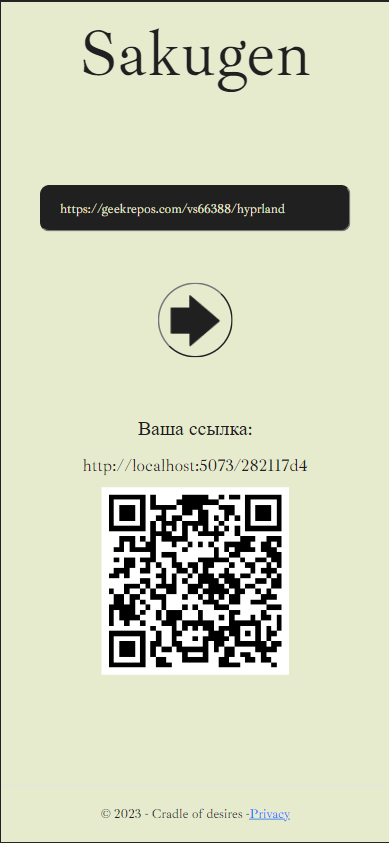 Sakugen
https://geekrepos.com/vs66388/hyprland
Ваша ссылка:
http://localhost:5073/282117d4
© 2023 - Cradle of desires -Privacy